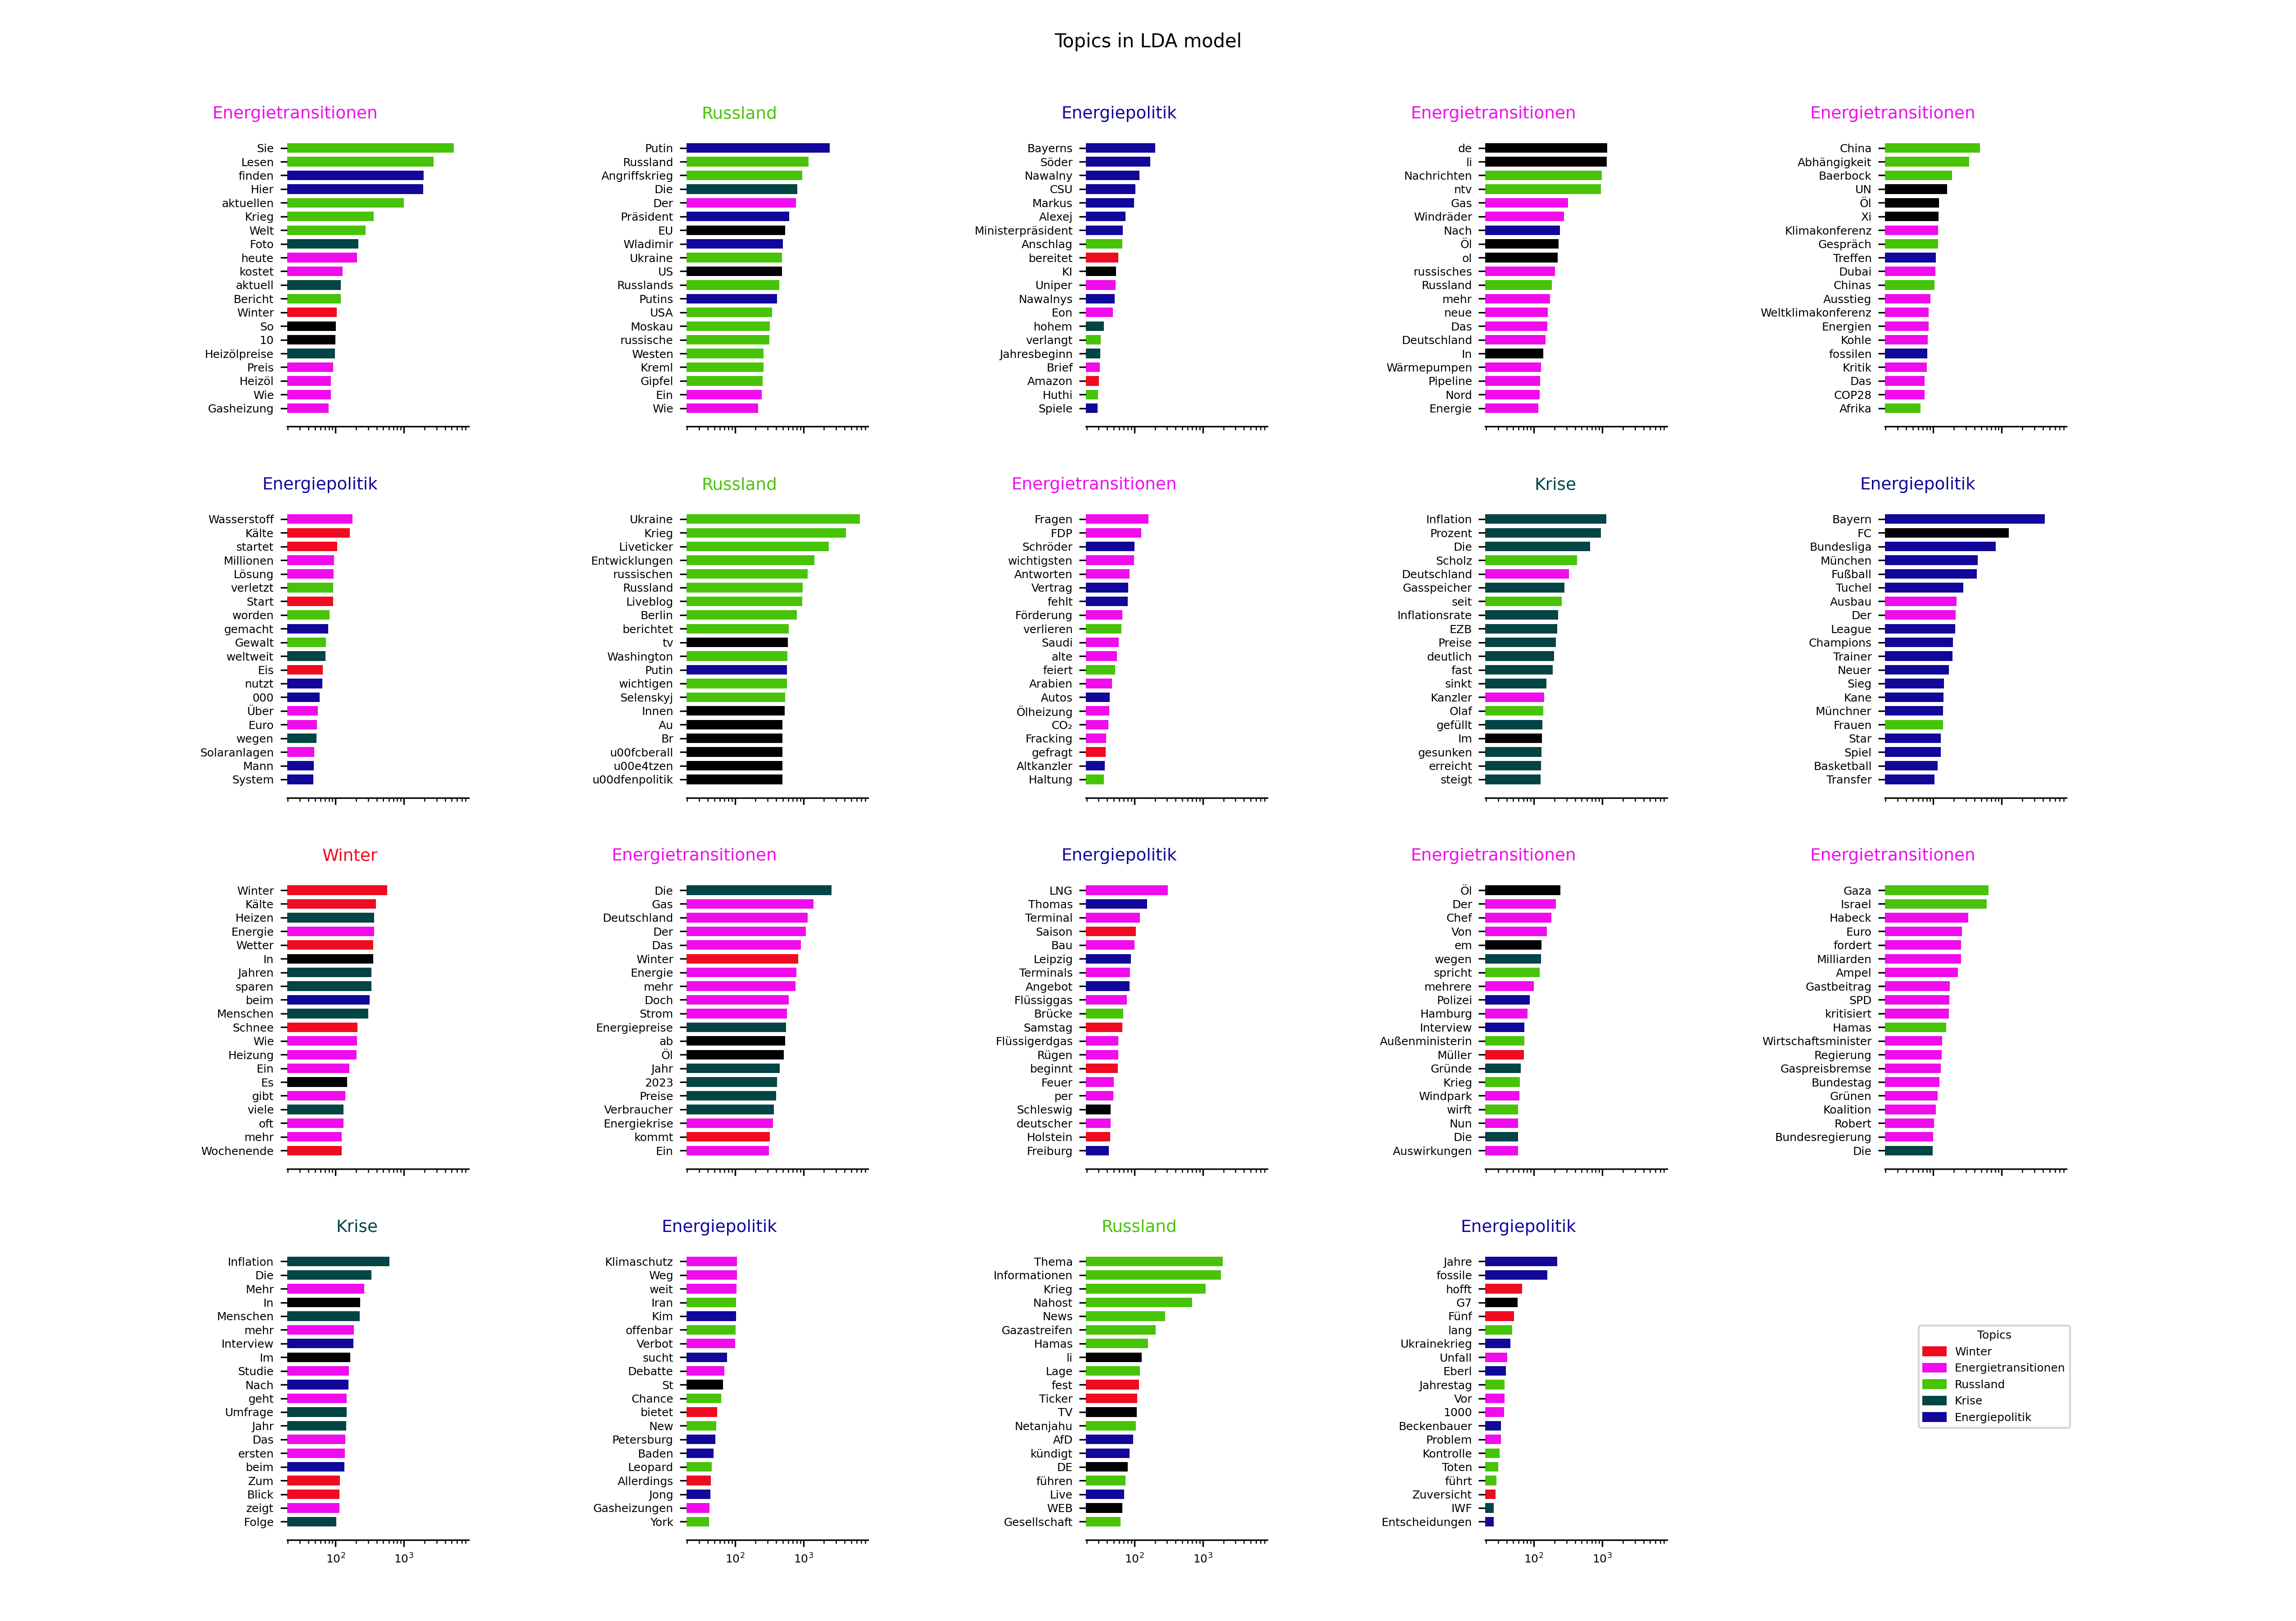 Topics in LDA model
Energietransitionen
Sie
Lesen
finden
Hier
aktuellen
Krieg
Welt
Foto
heute
kostet
aktuell
Bericht
Winter
So
10
Heizölpreise
Preis
Heizöl
Wie
Gasheizung
Russland
Putin
Russland
Angriffskrieg
Die
Der
Präsident
EU
Wladimir
Ukraine
US
Russlands
Putins
USA
Moskau
russische
Westen
Kreml
Gipfel
Ein
Wie
Energiepolitik
Bayerns
Söder
Nawalny
CSU
Markus
Alexej
Ministerpräsident
Anschlag
bereitet
KI
Uniper
Nawalnys
Eon
hohem
verlangt
Jahresbeginn
Brief
Amazon
Huthi
Spiele
Energietransitionen
de
li
Nachrichten
ntv
Gas
Windräder
Nach
Öl
ol
russisches
Russland
mehr
neue
Das
Deutschland
In
Wärmepumpen
Pipeline
Nord
Energie
Energietransitionen
China
Abhängigkeit
Baerbock
UN
Öl
Xi
Klimakonferenz
Gespräch
Treffen
Dubai
Chinas
Ausstieg
Weltklimakonferenz
Energien
Kohle
fossilen
Kritik
Das
COP28
Afrika
Energiepolitik
Wasserstoff
Kälte
startet
Millionen
Lösung
verletzt
Start
worden
gemacht
Gewalt
weltweit
Eis
nutzt
000
Über
Euro
wegen
Solaranlagen
Mann
System
Russland
Ukraine
Krieg
Liveticker
Entwicklungen
russischen
Russland
Liveblog
Berlin
berichtet
tv
Washington
Putin
wichtigen
Selenskyj
Innen
Au
Br
u00fcberall
u00e4tzen
u00dfenpolitik
Energietransitionen
Fragen
FDP
Schröder
wichtigsten
Antworten
Vertrag
fehlt
Förderung
verlieren
Saudi
alte
feiert
Arabien
Autos
Ölheizung
CO₂
Fracking
gefragt
Altkanzler
Haltung
Krise
Inflation
Prozent
Die
Scholz
Deutschland
Gasspeicher
seit
Inflationsrate
EZB
Preise
deutlich
fast
sinkt
Kanzler
Olaf
gefüllt
Im
gesunken
erreicht
steigt
Energiepolitik
Bayern
FC
Bundesliga
München
Fußball
Tuchel
Ausbau
Der
League
Champions
Trainer
Neuer
Sieg
Kane
Münchner
Frauen
Star
Spiel
Basketball
Transfer
Winter
Winter
Kälte
Heizen
Energie
Wetter
In
Jahren
sparen
beim
Menschen
Schnee
Wie
Heizung
Ein
Es
gibt
viele
oft
mehr
Wochenende
Energietransitionen
Die
Gas
Deutschland
Der
Das
Winter
Energie
mehr
Doch
Strom
Energiepreise
ab
Öl
Jahr
2023
Preise
Verbraucher
Energiekrise
kommt
Ein
Energiepolitik
LNG
Thomas
Terminal
Saison
Bau
Leipzig
Terminals
Angebot
Flüssiggas
Brücke
Samstag
Flüssigerdgas
Rügen
beginnt
Feuer
per
Schleswig
deutscher
Holstein
Freiburg
Energietransitionen
Öl
Der
Chef
Von
em
wegen
spricht
mehrere
Polizei
Hamburg
Interview
Außenministerin
Müller
Gründe
Krieg
Windpark
wirft
Nun
Die
Auswirkungen
Energietransitionen
Gaza
Israel
Habeck
Euro
fordert
Milliarden
Ampel
Gastbeitrag
SPD
kritisiert
Hamas
Wirtschaftsminister
Regierung
Gaspreisbremse
Bundestag
Grünen
Koalition
Robert
Bundesregierung
Die
Krise
Inflation
Die
Mehr
In
Menschen
mehr
Interview
Im
Studie
Nach
geht
Umfrage
Jahr
Das
ersten
beim
Zum
Blick
zeigt
Folge
10² 10³
Energiepolitik
Klimaschutz
Weg
weit
Iran
Kim
offenbar
Verbot
sucht
Debatte
St
Chance
bietet
New
Petersburg
Baden
Leopard
Allerdings
Jong
Gasheizungen
York
10² 10³
Russland
Thema
Informationen
Krieg
Nahost
News
Gazastreifen
Hamas
li
Lage
fest
Ticker
TV
Netanjahu
AfD
kündigt
DE
führen
Live
WEB
Gesellschaft
10² 10³
Energiepolitik
Jahre
fossile
hofft
G7
Fünf
lang
Ukrainekrieg
Unfall
Eberl
Jahrestag
Vor
1000
Beckenbauer
Problem
Kontrolle
Toten
führt
Zuversicht
IWF
Entscheidungen
10² 10³
Topics
Winter
Energietransitionen
Russland
Krise
Energiepolitik